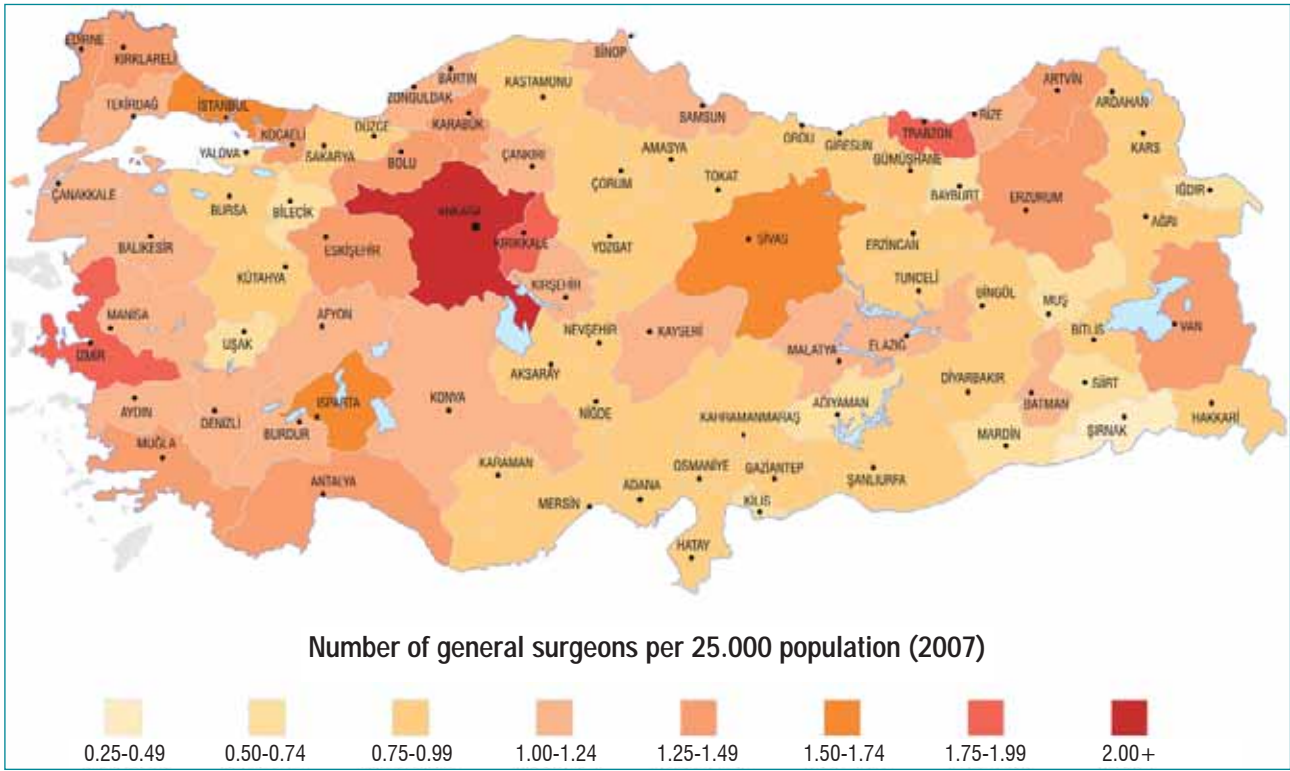 EDİRNE
KIRKLARELİ
TEKİRDAĞ
İSTANBUL
KOCAELİ
YALOVA
SAKARYA
DÜZCE
BOLU
ZONGULDAK
BARTIN
KARABÜK
KASTAMONU
SİNOP
SAMSUN
ÇANKIRI
ÇORUM
AMASYA
TOKAT
ORDU
GİRESUN
TRABZON
GÜMÜŞHANE
RİZE
ARTVİN
ARDAHAN
KARS
IĞDIR
AĞRI
ERZURUM
BAYBURT
ERZİNCAN
SİVAS
YOZGAT
KIRIKKALE
ANKARA
ESKİŞEHİR
BİLECİK
BURSA
ÇANAKKALE
BALIKESİR
KÜTAHYA
MANİSA
İZMİR
UŞAK
AFYON
KIRŞEHİR
NEVŞEHİR
KAYSERİ
AKSARAY
NİĞDE
KONYA
ISPARTA
BURDUR
DENİZLİ
AYDIN
MUĞLA
ANTALYA
KARAMAN
MERSİN
ADANA
OSMANİYE
HATAY
KİLİS
GAZİANTEP
KAHRAMANMARAŞ
ADIYAMAN
ŞANLIURFA
MALATYA
ELAZIĞ
TUNCELİ
BİNGÖL
MUŞ
BİTLİS
VAN
DİYARBAKIR
BATMAN
SİİRT
MARDİN
ŞIRNAK
HAKKARİ
Number of general surgeons per 25.000 population (2007)
0.25-0.49 0.50-0.74 0.75-0.99 1.00-1.24 1.25-1.49 1.50-1.74 1.75-1.99 2.00+